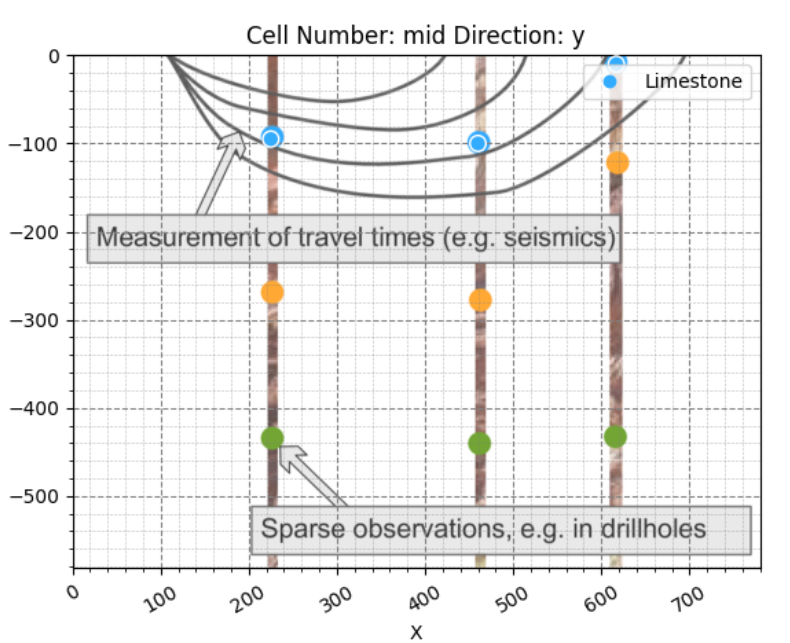 Cell Number: mid Direction: y
0
Limestone
−100
−200
Measurement of travel times (e.g. seismics)
−300
−400
−500
Sparse observations, e.g. in drillholes
0 100 200 300 400 500 600 700
X